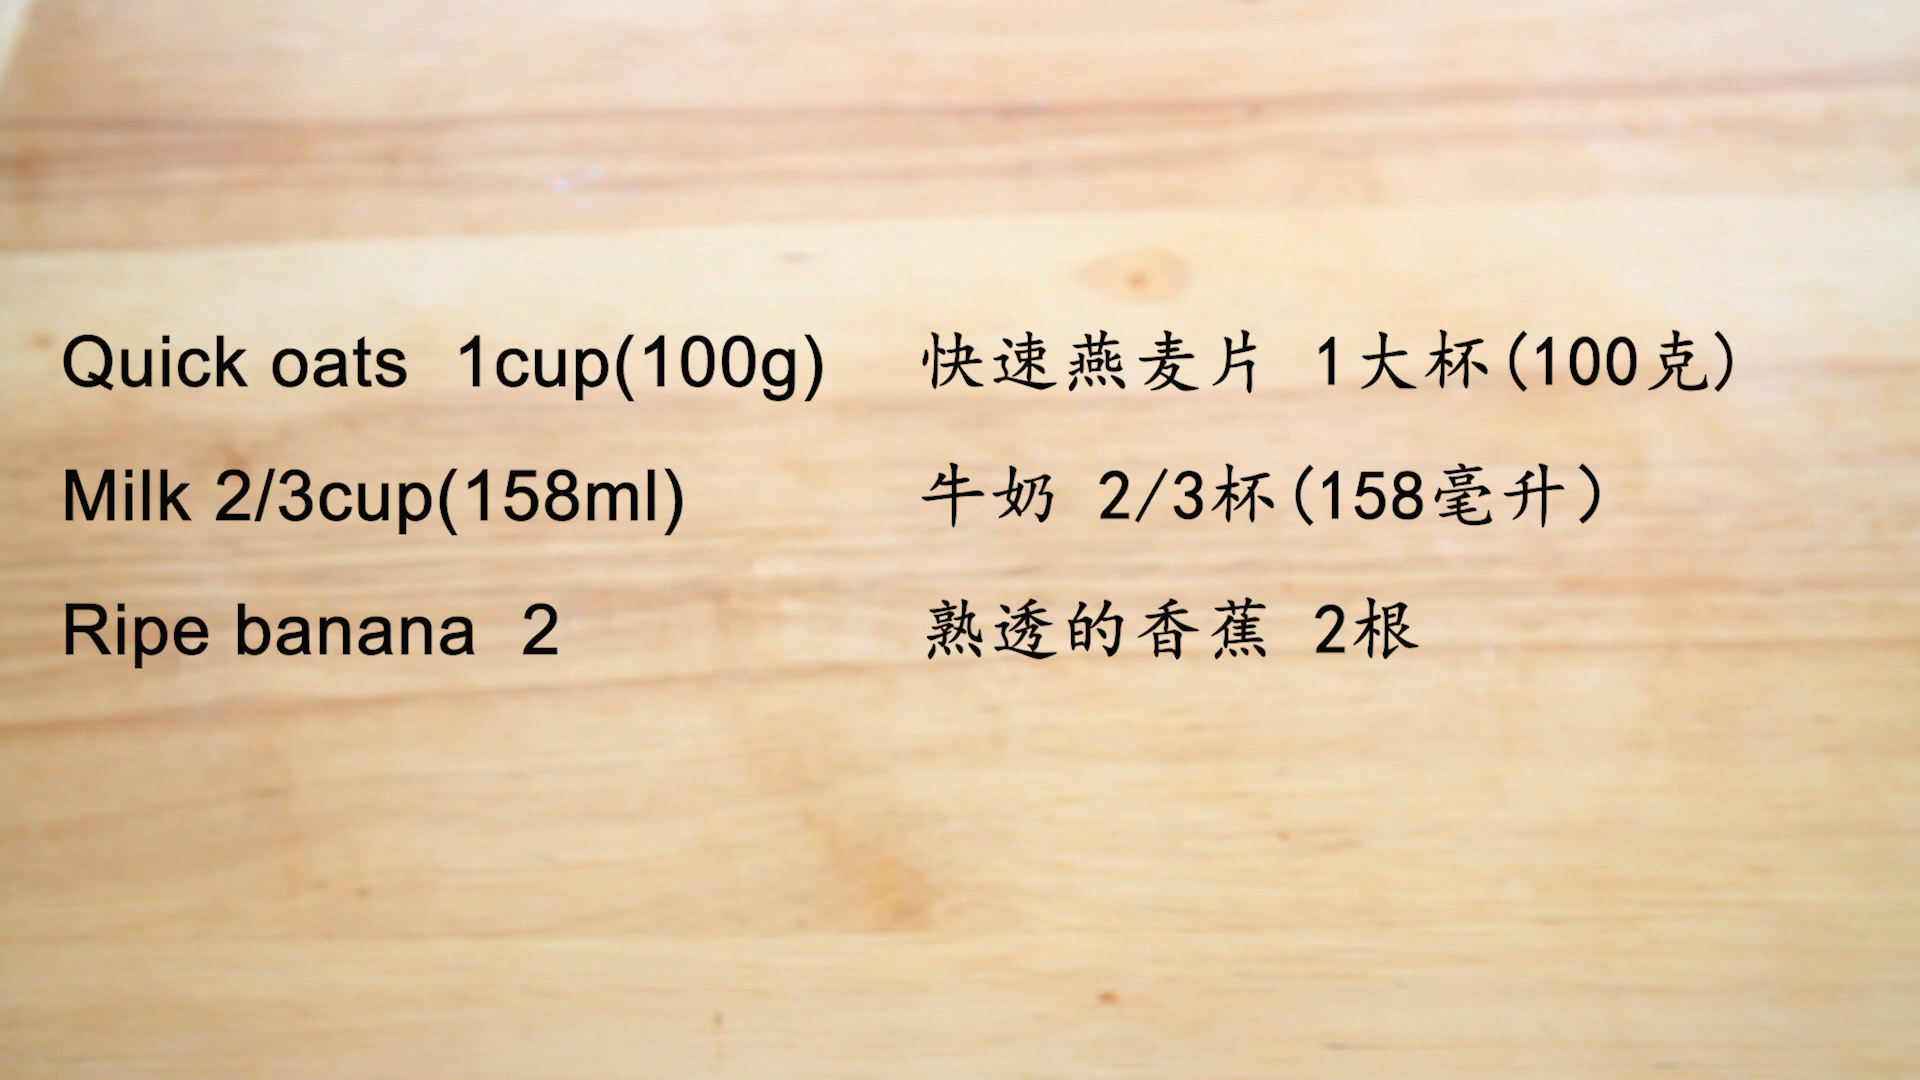 Quick oats 1cup(100g) 快速燕麦片 1大杯(100克)
Milk 2/3cup(158ml) 牛奶 2/3杯(158毫升)
Ripe banana 2 熟透的香蕉 2根